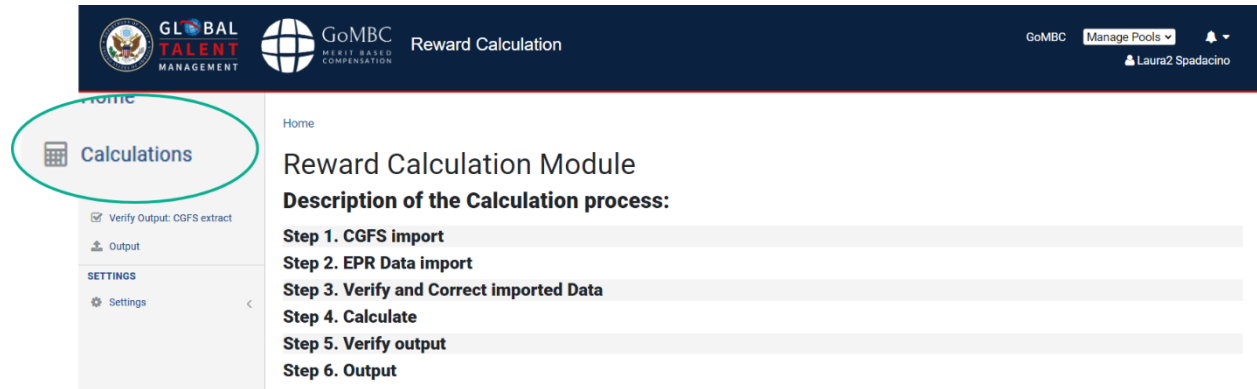 GLOBAL
TALENT
MANAGEMENT
GoMBC
MERIT BASED
COMPENSATION
Reward Calculation
GoMBC
Manage Pools
Laura2 Spadacino
Home
Calculations
Verify Output: CGFS extract
Output
SETTINGS
Settings
Home
Reward Calculation Module
Description of the Calculation process:
Step 1. CGFS import
Step 2. EPR Data import
Step 3. Verify and Correct imported Data
Step 4. Calculate
Step 5. Verify output
Step 6. Output